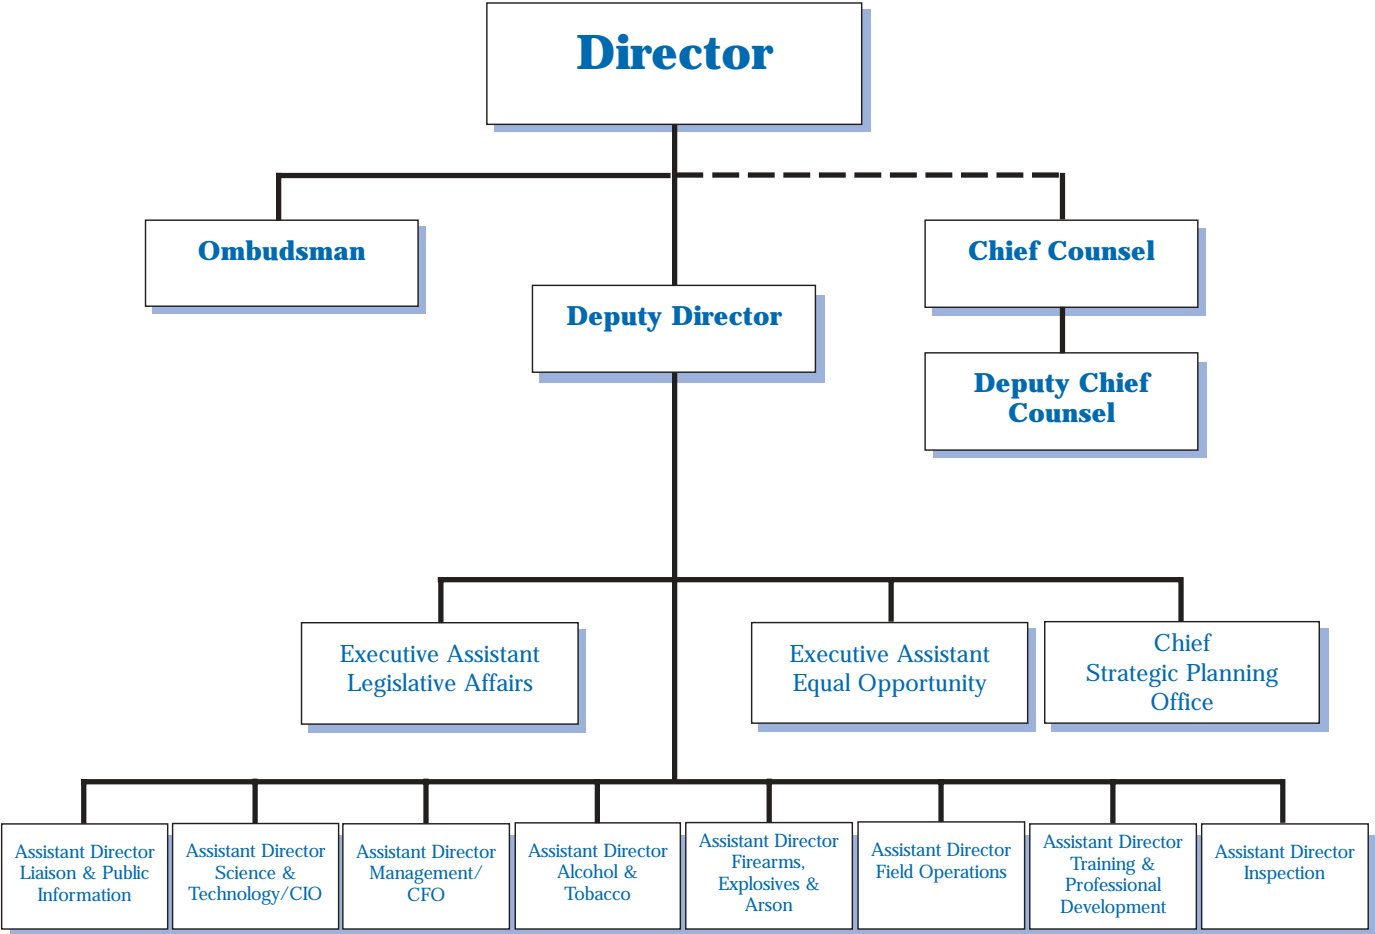 Director
Ombudsman
Chief Counsel
Deputy Director
Deputy Chief
Counsel
Executive Assistant
Legislative Affairs
Executive Assistant
Equal Opportunity
Chief
Strategic Planning
Office
Assistant Director
Liaison & Public
Information
Assistant Director
Science &
Technology/CIO
Assistant Director
Management/
CFO
Assistant Director
Alcohol &
Tobacco
Assistant Director
Firearms,
Explosives &
Arson
Assistant Director
Field Operations
Assistant Director
Training &
Professional
Development
Assistant Director
Inspection